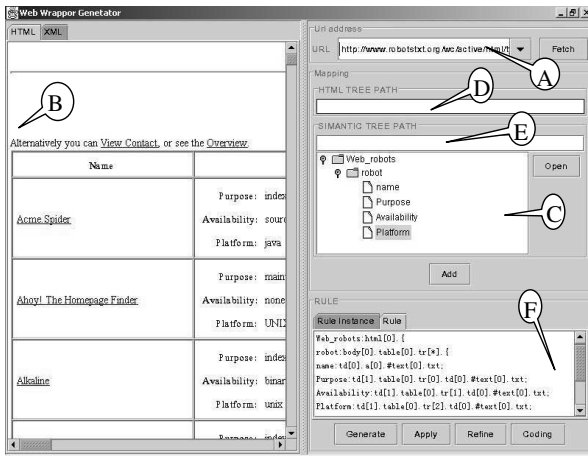 Web Wrappor Genetator
HTML XML
B
Alternatively you can View Contact, or see the Overview.
Name
Acme.Spider
Purpose: index
Availability: sourc
Platform: java
Ahoy! The Homepage Finder
Purpose: main
Availability: none
Platform: UNIX
Alkaline
Purpose: index
Availability: binar
Platform: unix
Purpose: index
Url address
URL http://www.robotstxt.org/wc/active/html/t Fetch
A
Mapping
HTML TREE PATH
D
SIMANTIC TREE PATH
E
Web_robots
robot
name
Purpose
Availability
Platform
Open
C
Add
RULE
F
Rule Instance Rule
Web_robots:html[0].{
robot:body[0].table[0].tr[*].{
name:td[0].a[0].#text[0].txt;
Purpose:td[1].table[0].tr[0].td[0].#text[0].txt;
Availability:td[1].table[0].tr[1].td[0].#text[0].txt;
Platform:td[1].table[0].tr[2].td[0].#text[0].txt;
Generate Apply Refine Coding